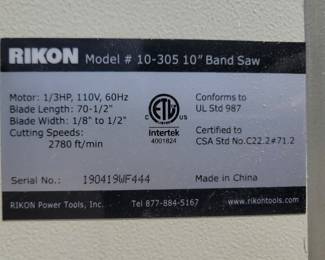 RIKON Model # 10-305 10" Band Saw
Motor: 1/3HP, 110V, 60Hz
Blade Length: 70-1/2"
Blade Width: 1/8" to 1/2"
Cutting Speeds:
2780 ft/min
C ETL US
Intertek
4001824
Conforms to
UL Std 987
Certified to
CSA Std No.C22.2#71.2
Serial No.: 190419WF444
Made in China
RIKON Power Tools, Inc. Tel 877-884-5167 www.rikontools.com